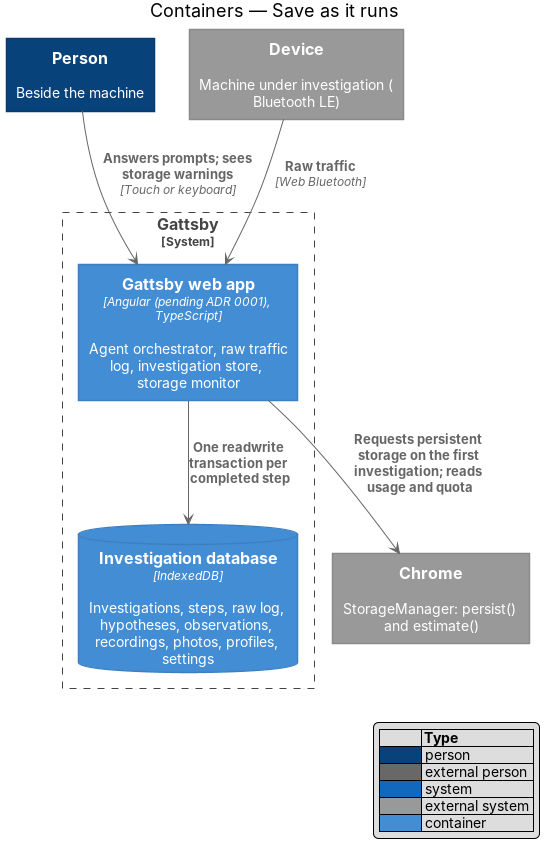 Containers — Save as it runs
Person
Beside the machine
Device
Machine under investigation (
Bluetooth LE)
Answers prompts; sees
storage warnings
[Touch or keyboard]
Raw traffic
[Web Bluetooth]
Gattsby
[System]
Gattsby web app
[Angular (pending ADR 0001),
TypeScript]
Agent orchestrator, raw traffic
log, investigation store,
storage monitor
One readwrite
transaction per
completed step
Requests persistent
storage on the first
investigation; reads
usage and quota
Investigation database
[IndexedDB]
Investigations, steps, raw log,
hypotheses, observations,
recordings, photos, profiles,
settings
Chrome
StorageManager: persist()
and estimate()
Type
person
external person
system
external system
container